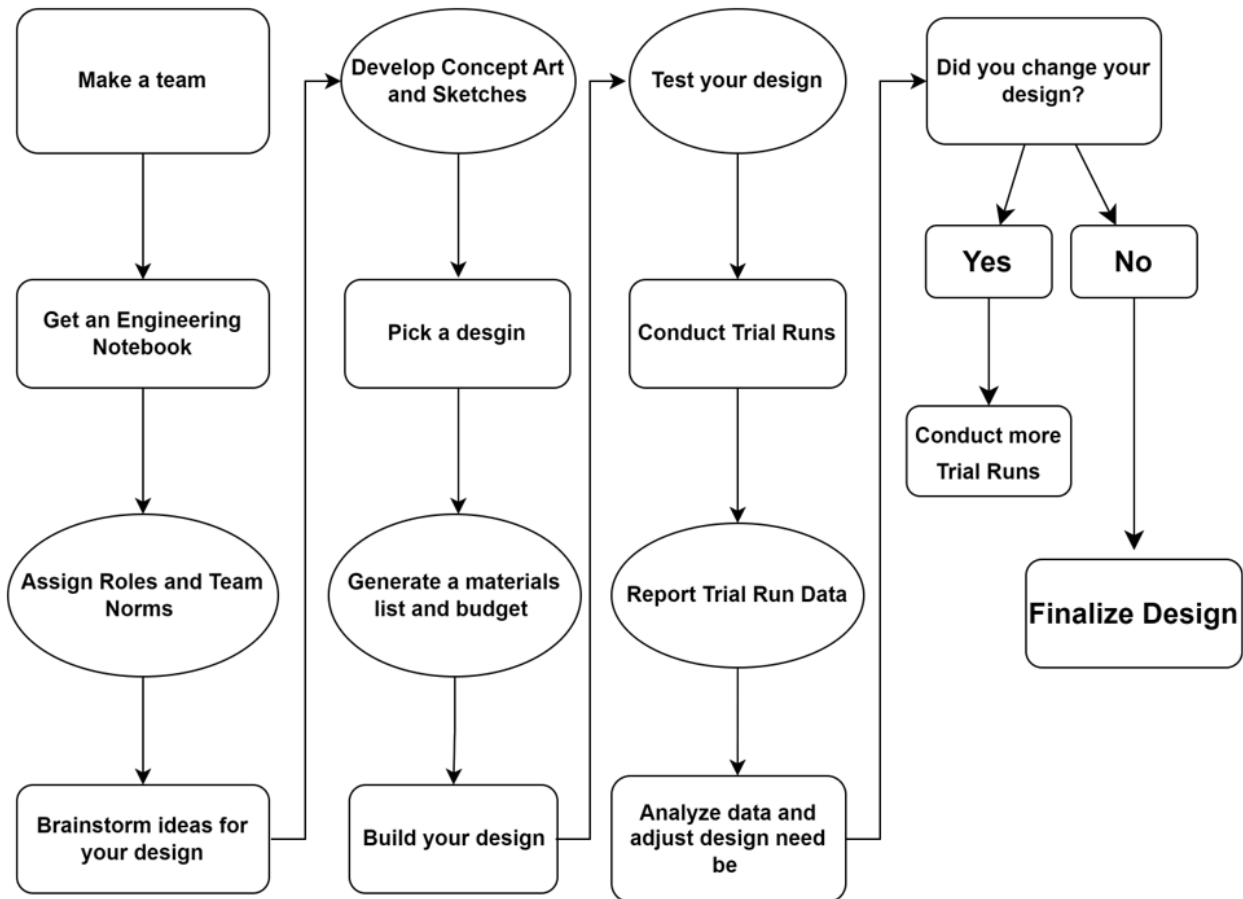 Make a team
Get an Engineering
Notebook
Assign Roles and Team
Norms
Brainstorm ideas for
your design
Develop Concept Art
and Sketches
Pick a desgin
Generate a materials
list and budget
Build your design
Test your design
Conduct Trial Runs
Report Trial Run Data
Analyze data and
adjust design need
be
Did you change your
design?
Yes
No
Conduct more
Trial Runs
Finalize Design